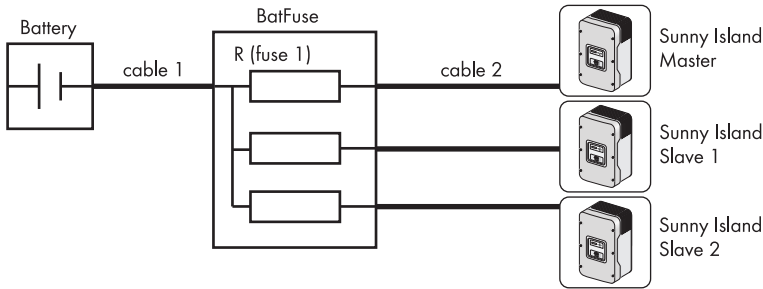 Battery
BatFuse
R (fuse 1)
cable 1
cable 2
Sunny Island
Master
Sunny Island
Slave 1
Sunny Island
Slave 2